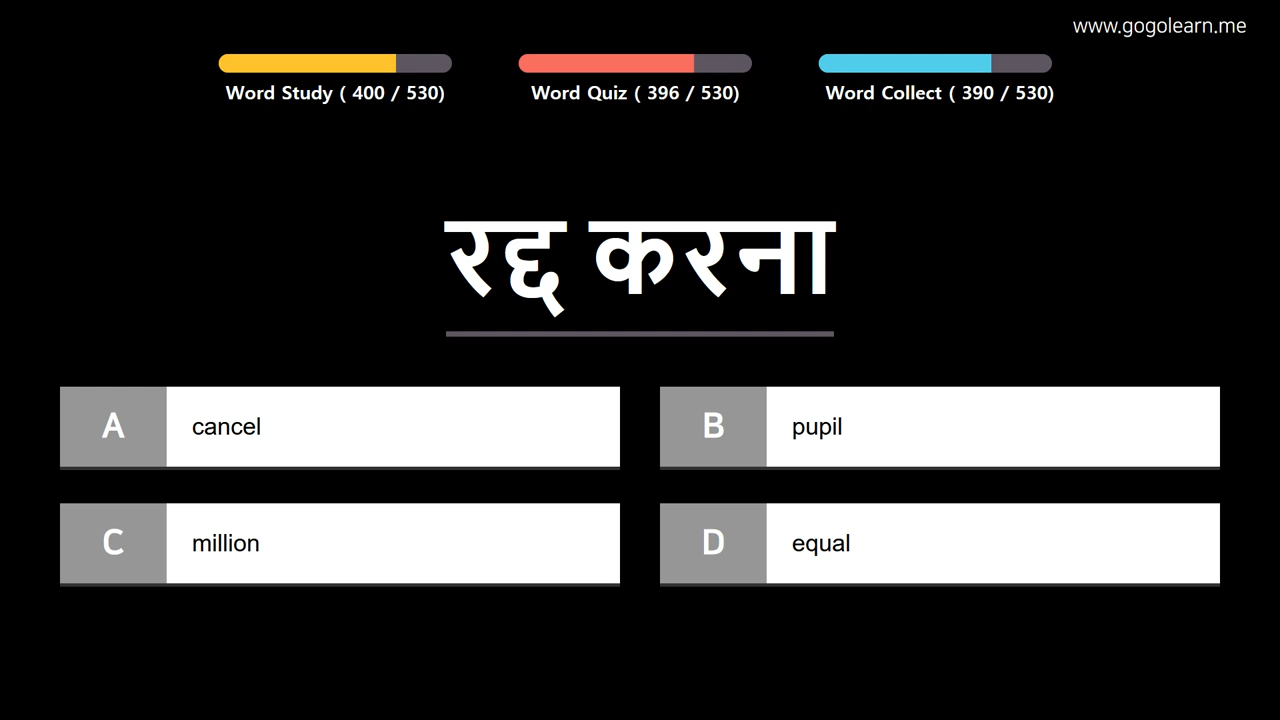 www.gogolearn.me
Word Study ( 400 / 530)
Word Quiz ( 396 / 530)
Word Collect ( 390 / 530)
रद्द करना
A cancel
B pupil
C million
D equal